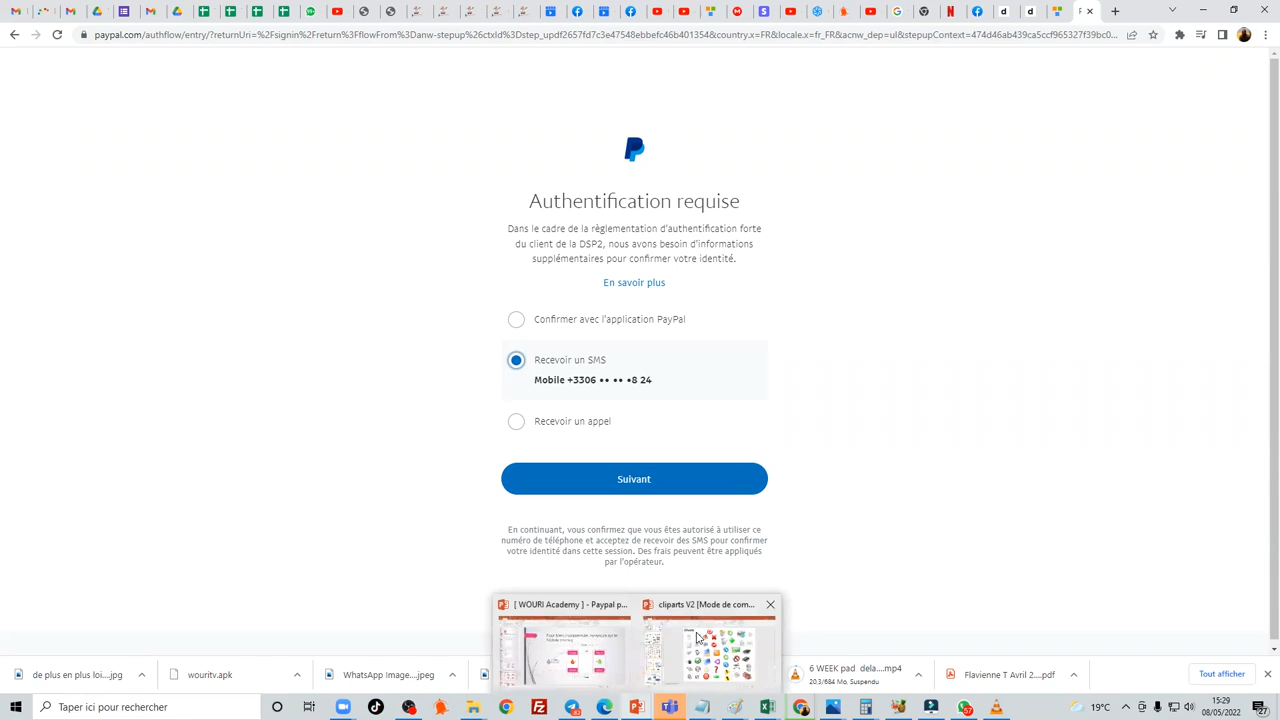 paypal.com/authflow/entry/?returnUri=%2Fsignin%2Freturn%3FflowFrom%3Danw-stepup%26ctxId%3Dstep_updf2657fd7c3e47548ebbefc46b401354&country.x=FR&locale.x=fr_FR&acnw_dep=ul&stepupContext=474d46ab439ca5ccf965327f39bc0...
Authentification requise
Dans le cadre de la règlementation d'authentification forte
du client de la DSP2, nous avons besoin d'informations
supplémentaires pour confirmer votre identité.
En savoir plus
Confirmer avec l'application PayPal
Recevoir un SMS
Mobile +3306 •• •• •8 24
Recevoir un appel
Suivant
En continuant, vous confirmez que vous êtes autorisé à utiliser ce
numéro de téléphone et acceptez de recevoir des SMS pour confirmer
votre identité dans cette session. Des frais peuvent être appliqués
par l'opérateur.
[ WOURI Academy ] - Paypal p...
cliparts V2 [Mode de com...
de plus en plus loi....jpg
wouritv.apk
WhatsApp Image....jpeg
6 WEEK pad dela....mp4
20,3/684 Mo, Suspendu
Flavienne T Avril 2....pdf
Tout afficher
Taper ici pour rechercher
19°C
15:29
08/05/2022